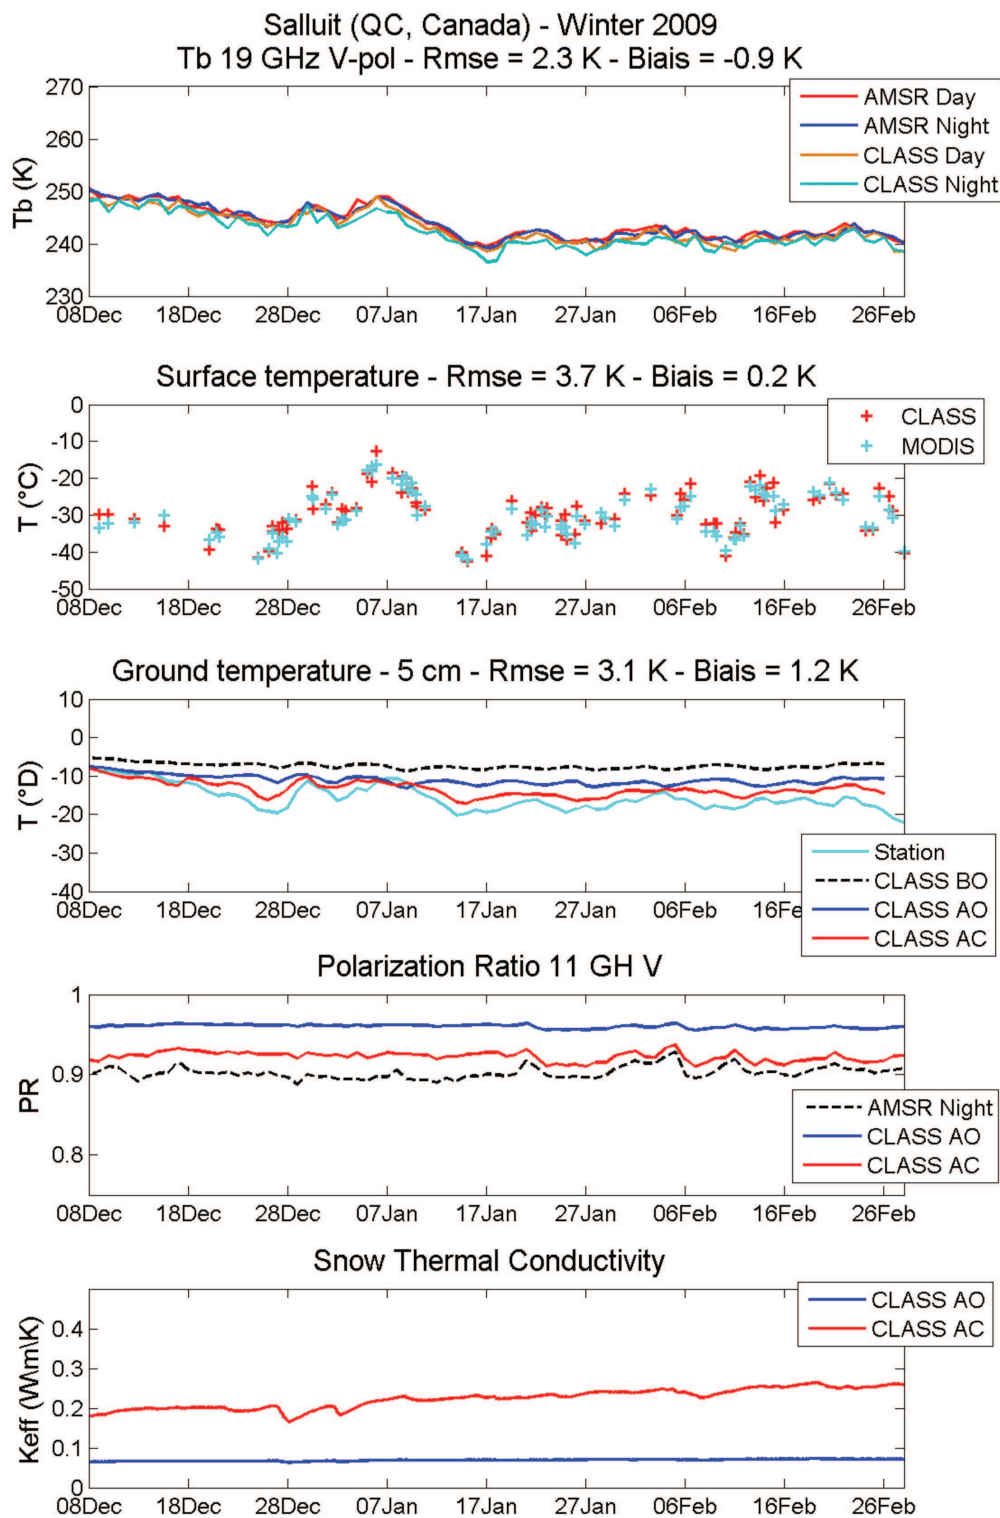 Salluit (QC, Canada) - Winter 2009
Tb 19 GHz V-pol - Rmse = 2.3 K - Biais = -0.9 K
270
260
250
240
230
Tb (K)
AMSR Day
AMSR Night
CLASS Day
CLASS Night
08Dec 18Dec 28Dec 07Jan 17Jan 27Jan 06Feb 16Feb 26Feb
Surface temperature - Rmse = 3.7 K - Biais = 0.2 K
0
-10
-20
-30
-40
-50
T (°C)
CLASS
MODIS
08Dec 18Dec 28Dec 07Jan 17Jan 27Jan 06Feb 16Feb 26Feb
Ground temperature - 5 cm - Rmse = 3.1 K - Biais = 1.2 K
10
0
-10
-20
-30
-40
T (°D)
Station
CLASS BO
CLASS AO
CLASS AC
08Dec 18Dec 28Dec 07Jan 17Jan 27Jan 06Feb 16Fe
Polarization Ratio 11 GH V
1
0.9
0.8
PR
AMSR Night
CLASS AO
CLASS AC
08Dec 18Dec 28Dec 07Jan 17Jan 27Jan 06Feb 16Feb 26Feb
Snow Thermal Conductivity
0.4
0.3
0.2
0.1
0
Keff (W\m\K)
CLASS AO
CLASS AC
08Dec 18Dec 28Dec 07Jan 17Jan 27Jan 06Feb 16Feb 26Feb